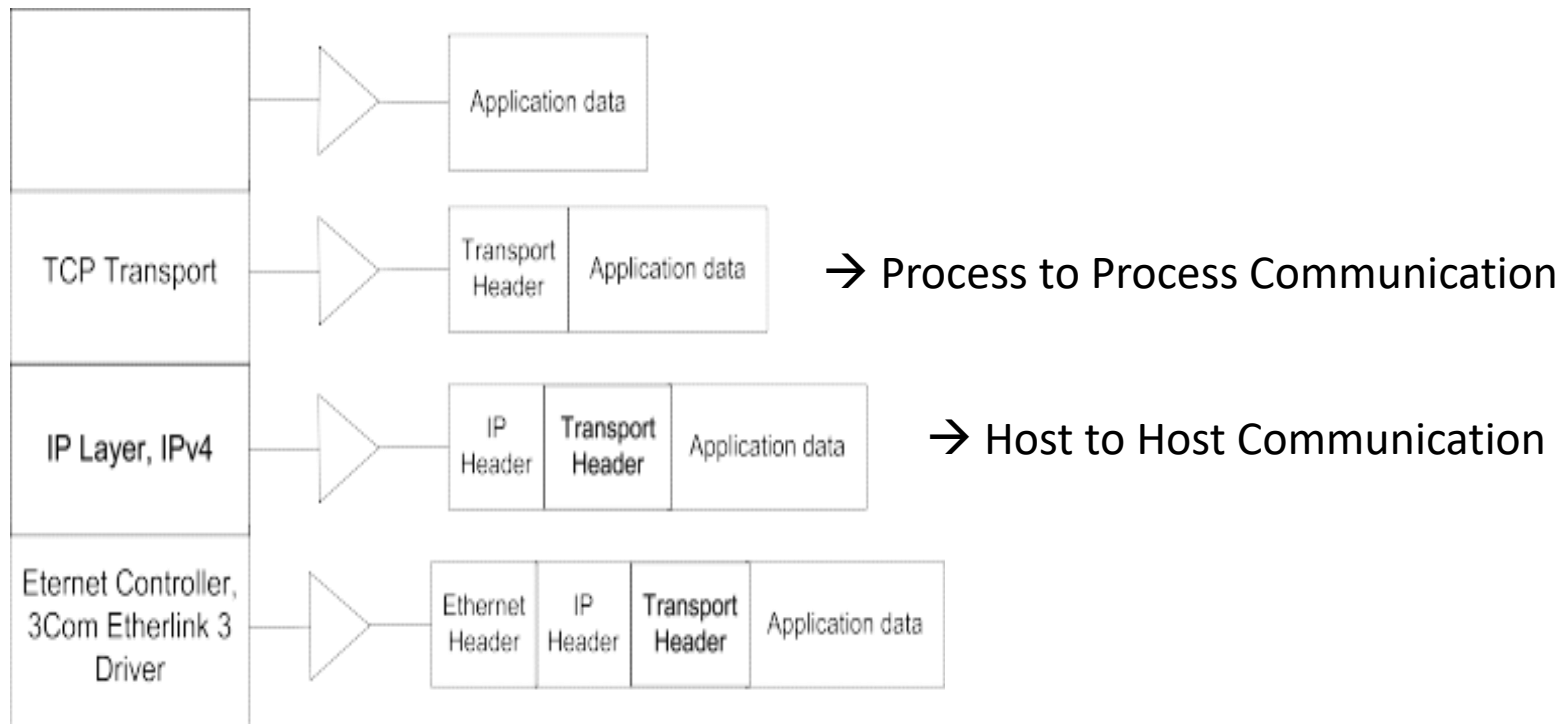 Application data
TCP Transport
Transport
Header
Application data
→ Process to Process Communication
IP Layer, IPv4
IP
Header
Transport
Header
Application data
→ Host to Host Communication
Eternet Controller,
3Com Etherlink 3
Driver
Ethernet
Header
IP
Header
Transport
Header
Application data